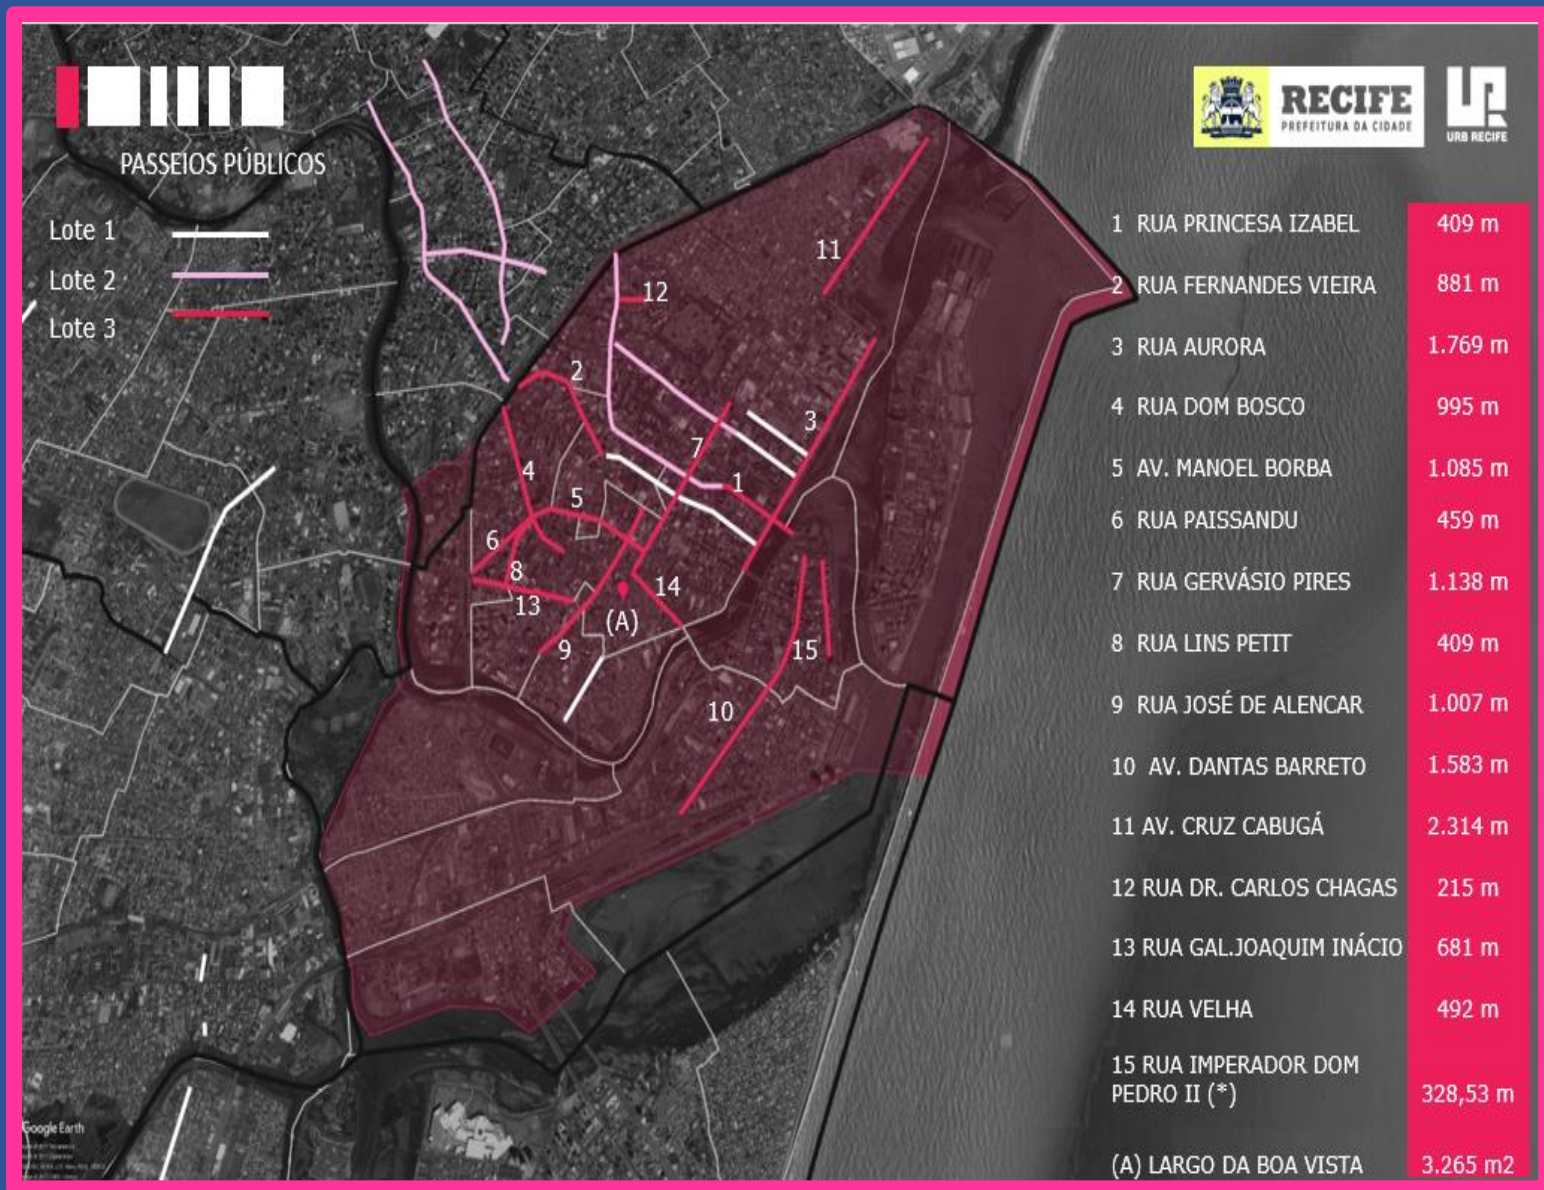 PASSEIOS PÚBLICOS
Lote 1
Lote 2
Lote 3
RECIFE
PREFEITURA DA CIDADE
URB RECIFE
1 RUA PRINCESA IZABEL 409 m
2 RUA FERNANDES VIEIRA 881 m
3 RUA AURORA 1.769 m
4 RUA DOM BOSCO 995 m
5 AV. MANOEL BORBA 1.085 m
6 RUA PAISSANDU 459 m
7 RUA GERVÁSIO PIRES 1.138 m
8 RUA LINS PETIT 409 m
9 RUA JOSÉ DE ALENCAR 1.007 m
10 AV. DANTAS BARRETO 1.583 m
11 AV. CRUZ CABUGÁ 2.314 m
12 RUA DR. CARLOS CHAGAS 215 m
13 RUA GAL.JOAQUIM INÁCIO 681 m
14 RUA VELHA 492 m
15 RUA IMPERADOR DOM
PEDRO II (*) 328,53 m
(A) LARGO DA BOA VISTA 3.265 m2
11
12
2
3
7
4
1
5
6
8
14
13
(A)
9
15
10
Google Earth